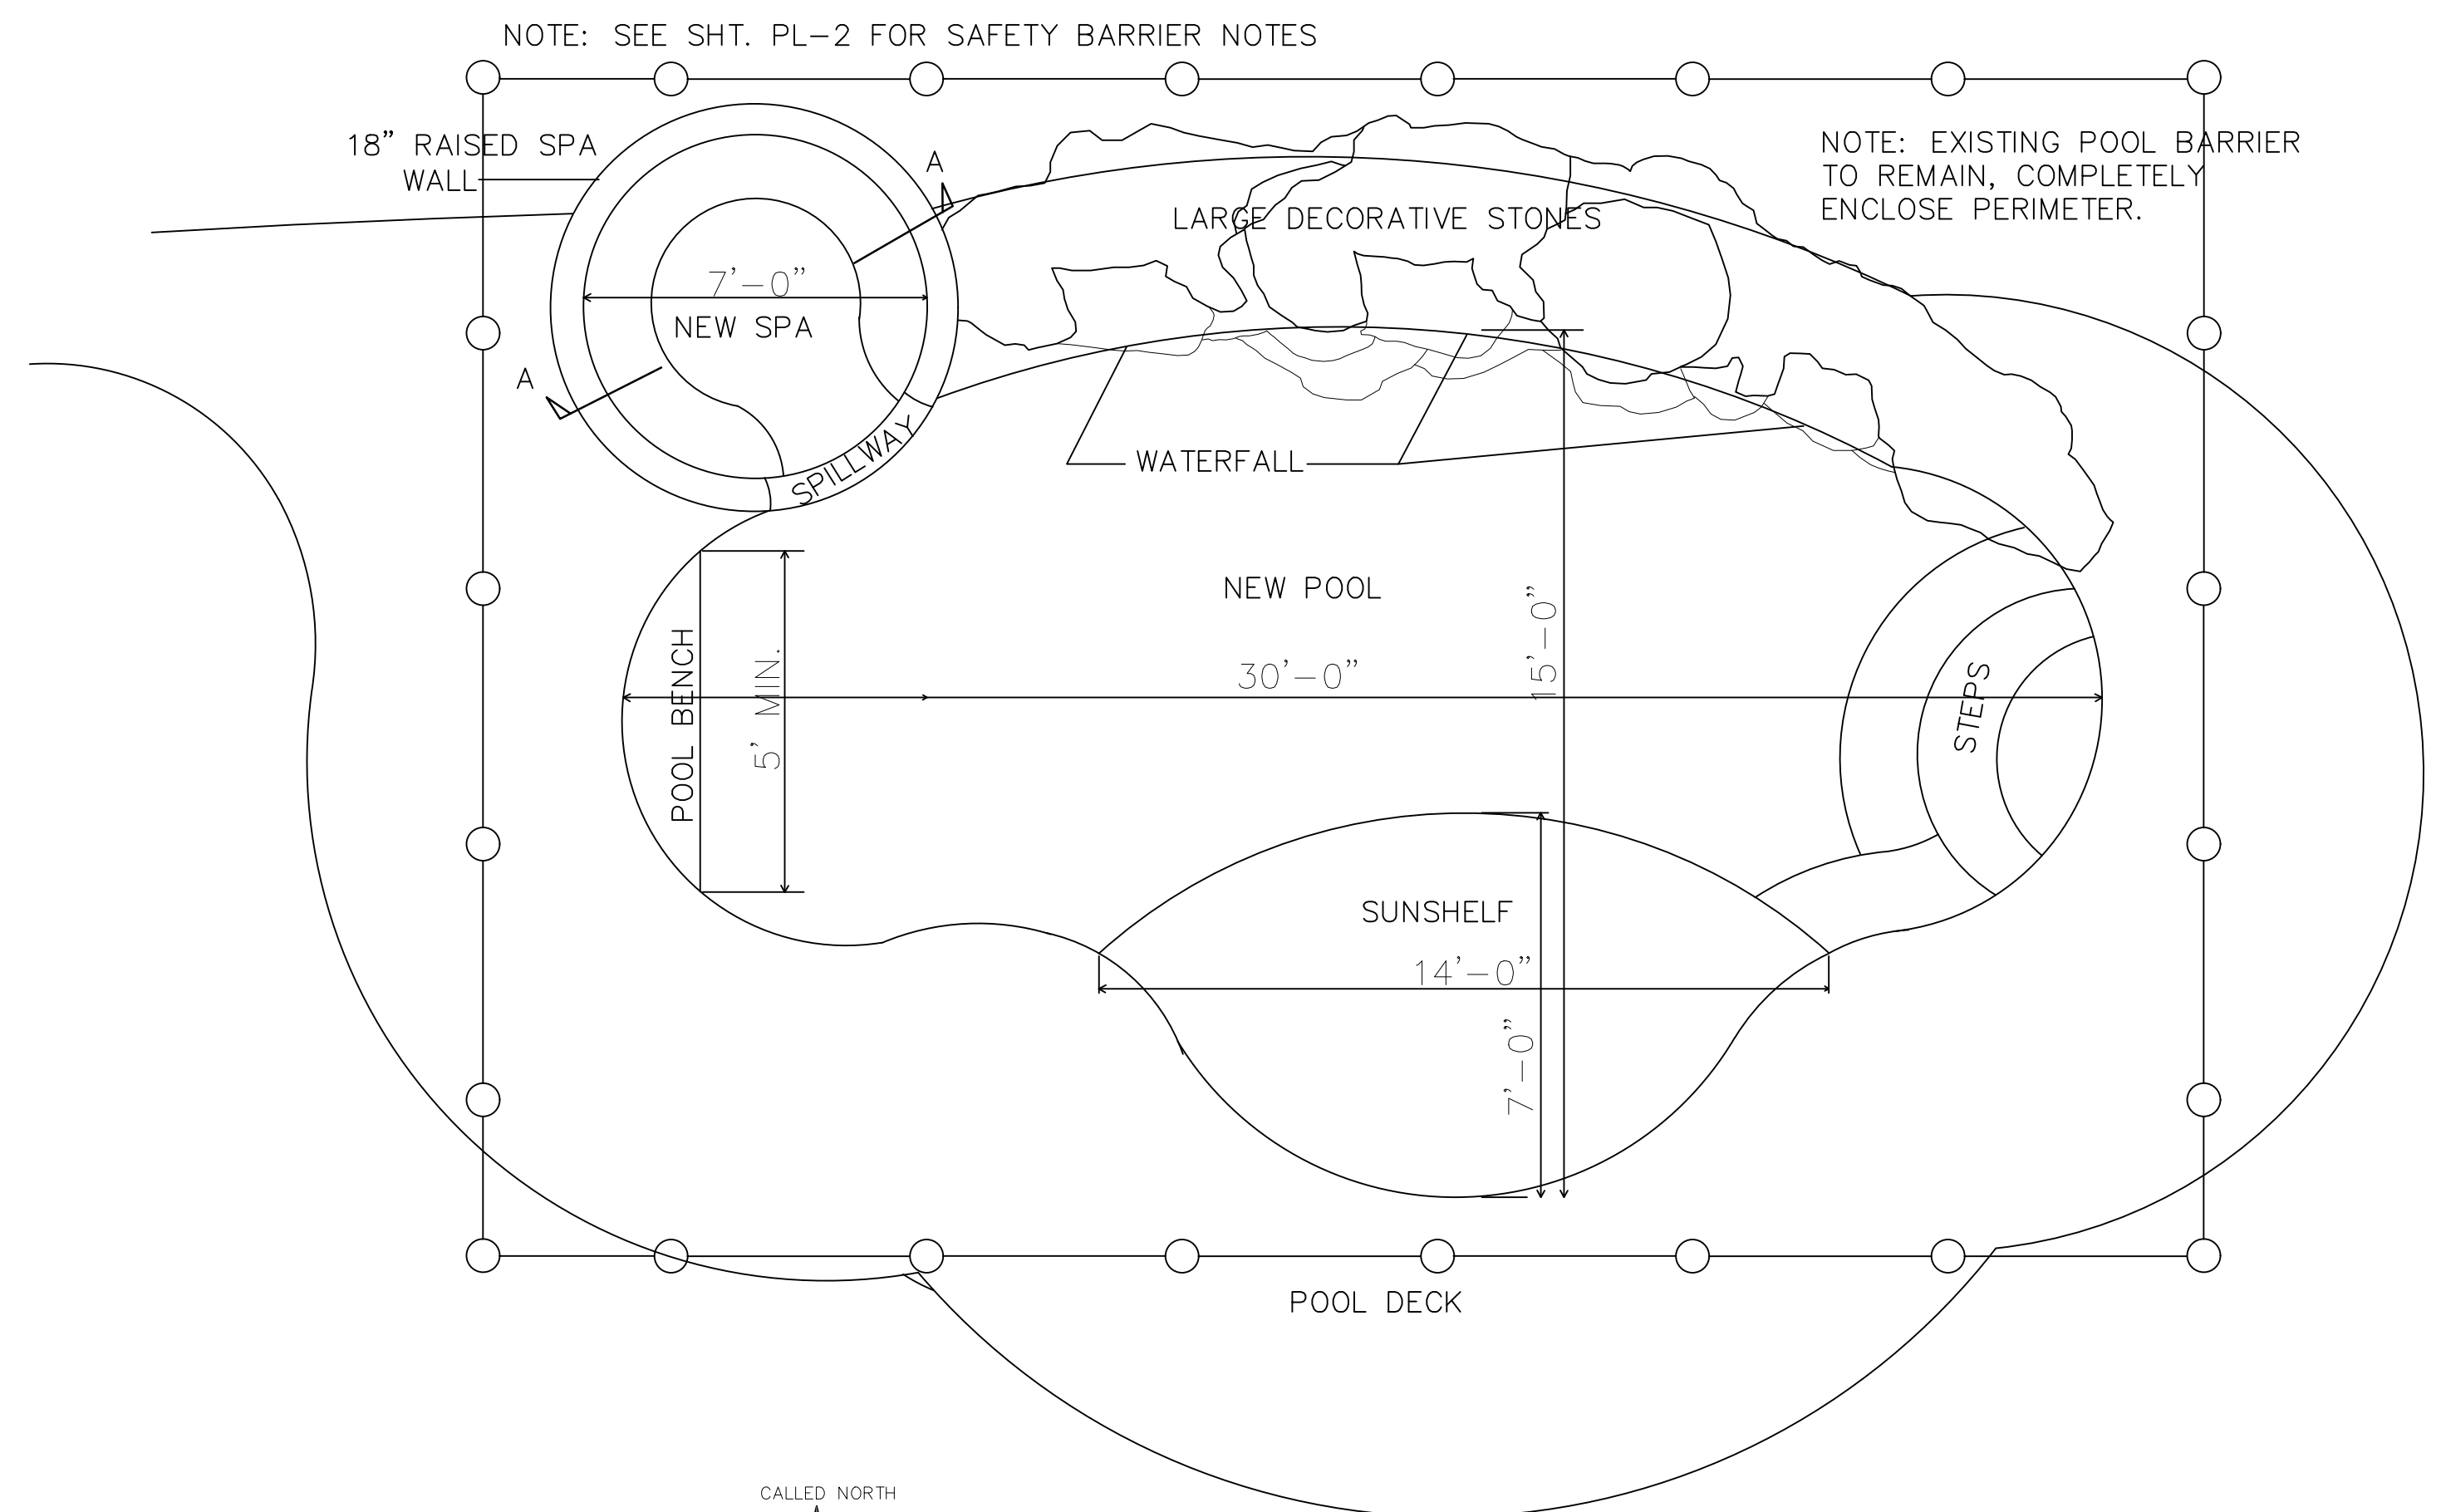 NOTE: SEE SHT. PL-2 FOR SAFETY BARRIER NOTES
18" RAISED SPA
WALL
NOTE: EXISTING POOL BARRIER
TO REMAIN, COMPLETELY
ENCLOSE PERIMETER.
A
LARGE DECORATIVE STONES
7'-0"
NEW SPA
A
SPILLWAY
WATERFALL
NEW POOL
15'-0"
30'-0"
POOL BENCH
5' MIN.
STEPS
SUNSHELF
14'-0"
7'-0"
POOL DECK
CALLED NORTH